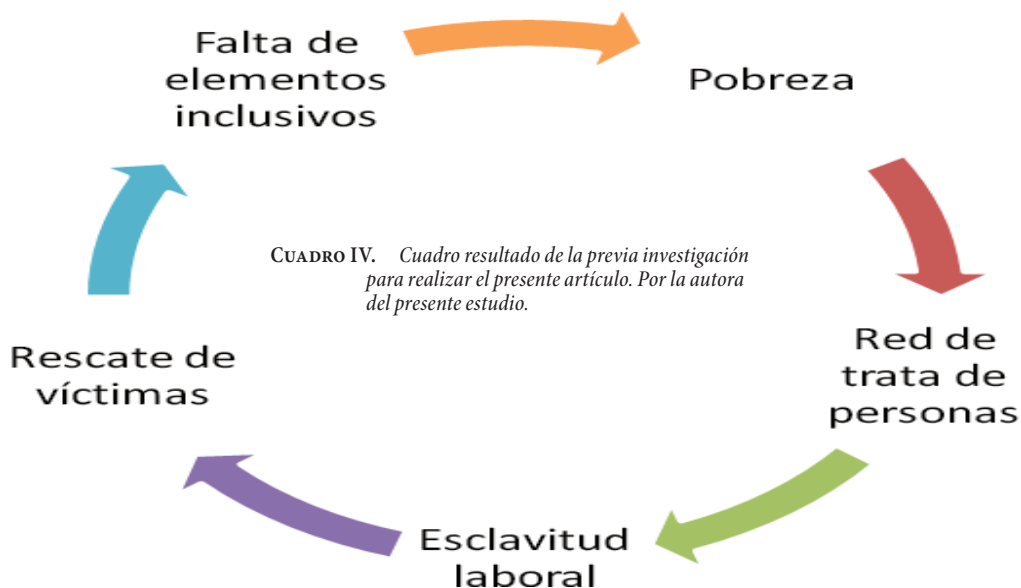 Falta de
elementos
inclusivos
Pobreza
CUADRO IV. Cuadro resultado de la previa investigación
para realizar el presente artículo. Por la autora
del presente estudio.
Red de
trata de
personas
Rescate de
víctimas
Esclavitud
laboral